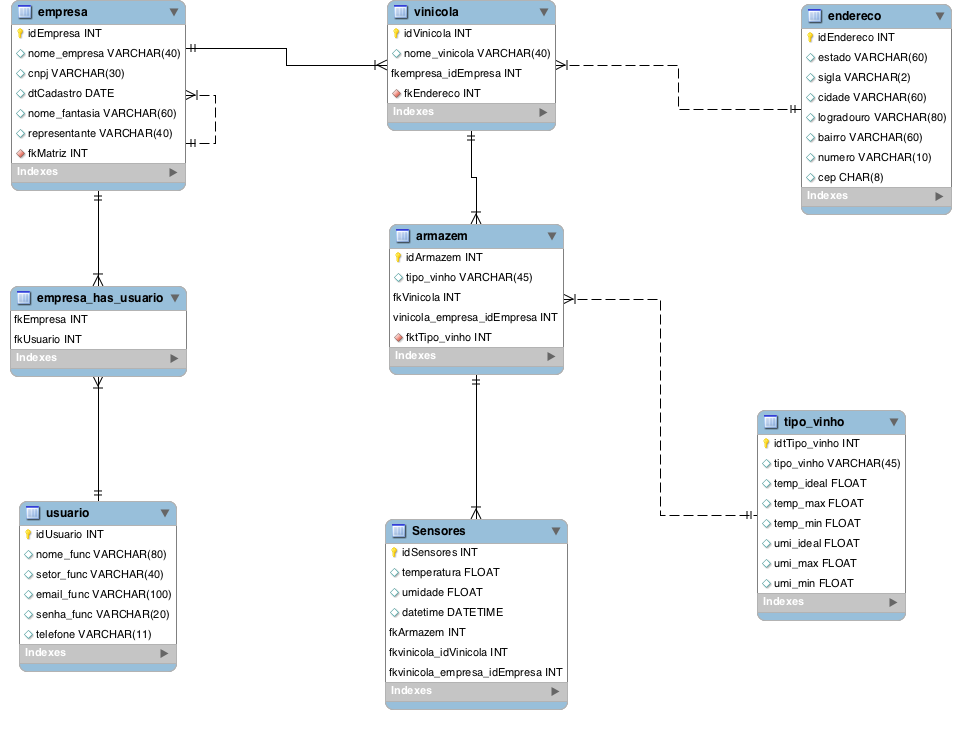 empresa
idEmpresa INT
nome_empresa VARCHAR(40)
cnpj VARCHAR(30)
dtCadastro DATE
nome_fantasia VARCHAR(60)
representante VARCHAR(40)
fkMatriz INT
Indexes
vinicola
idVinicola INT
nome_vinicola VARCHAR(40)
fkempresa_idEmpresa INT
fkEndereco INT
Indexes
endereco
idEndereco INT
estado VARCHAR(60)
sigla VARCHAR(2)
cidade VARCHAR(60)
logradouro VARCHAR(80)
bairro VARCHAR(60)
numero VARCHAR(10)
cep CHAR(8)
Indexes
armazem
idArmazem INT
tipo_vinho VARCHAR(45)
fkVinicola INT
vinicola_empresa_idEmpresa INT
fktTipo_vinho INT
Indexes
empresa_has_usuario
fkEmpresa INT
fkUsuario INT
Indexes
tipo_vinho
idtTipo_vinho INT
tipo_vinho VARCHAR(45)
temp_ideal FLOAT
temp_max FLOAT
temp_min FLOAT
umi_ideal FLOAT
umi_max FLOAT
umi_min FLOAT
Indexes
usuario
idUsuario INT
nome_func VARCHAR(80)
setor_func VARCHAR(40)
email_func VARCHAR(100)
senha_func VARCHAR(20)
telefone VARCHAR(11)
Indexes
Sensores
idSensores INT
temperatura FLOAT
umidade FLOAT
datetime DATETIME
fkArmazem INT
fkvinicola_idVinicola INT
fkvinicola_empresa_idEmpresa INT
Indexes